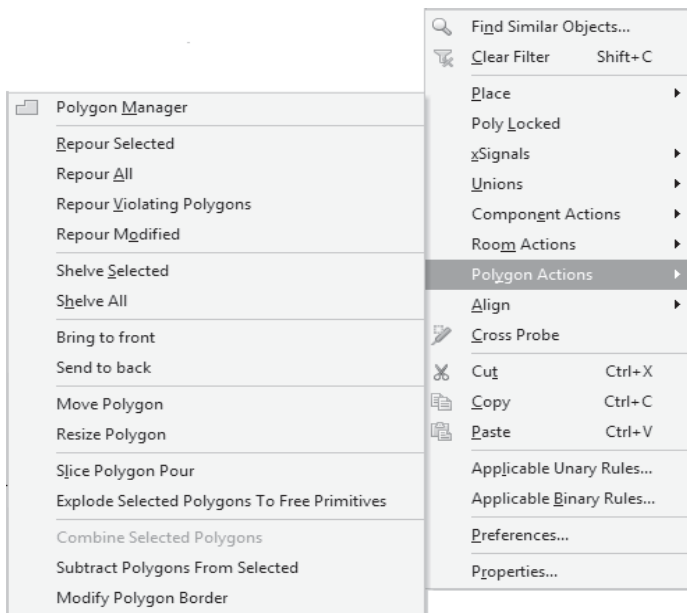 Find Similar Objects...
Clear Filter Shift+C
Place
Poly Locked
xSignals
Unions
Component Actions
Room Actions
Polygon Actions
Align
Cross Probe
Cut Ctrl+X
Copy Ctrl+C
Paste Ctrl+V
Applicable Unary Rules...
Applicable Binary Rules...
Preferences...
Properties...
Polygon Manager
Repour Selected
Repour All
Repour Violating Polygons
Repour Modified
Shelve Selected
Shelve All
Bring to front
Send to back
Move Polygon
Resize Polygon
Slice Polygon Pour
Explode Selected Polygons To Free Primitives
Combine Selected Polygons
Subtract Polygons From Selected
Modify Polygon Border